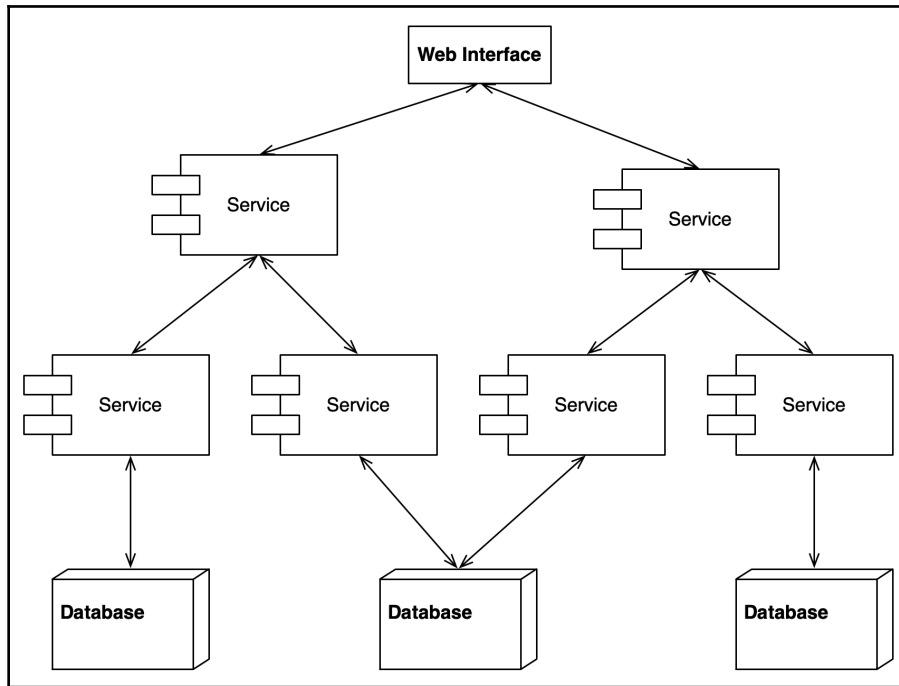 Web Interface
Service
Service
Service
Service
Service
Service
Database
Database
Database